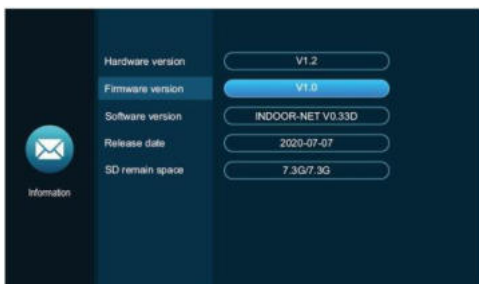 Hardware version V1.2
Firmware version V1.0
Software version INDOOR-NET V0.33D
Release date 2020-07-07
SD remain space 7.3G/7.3G
Information